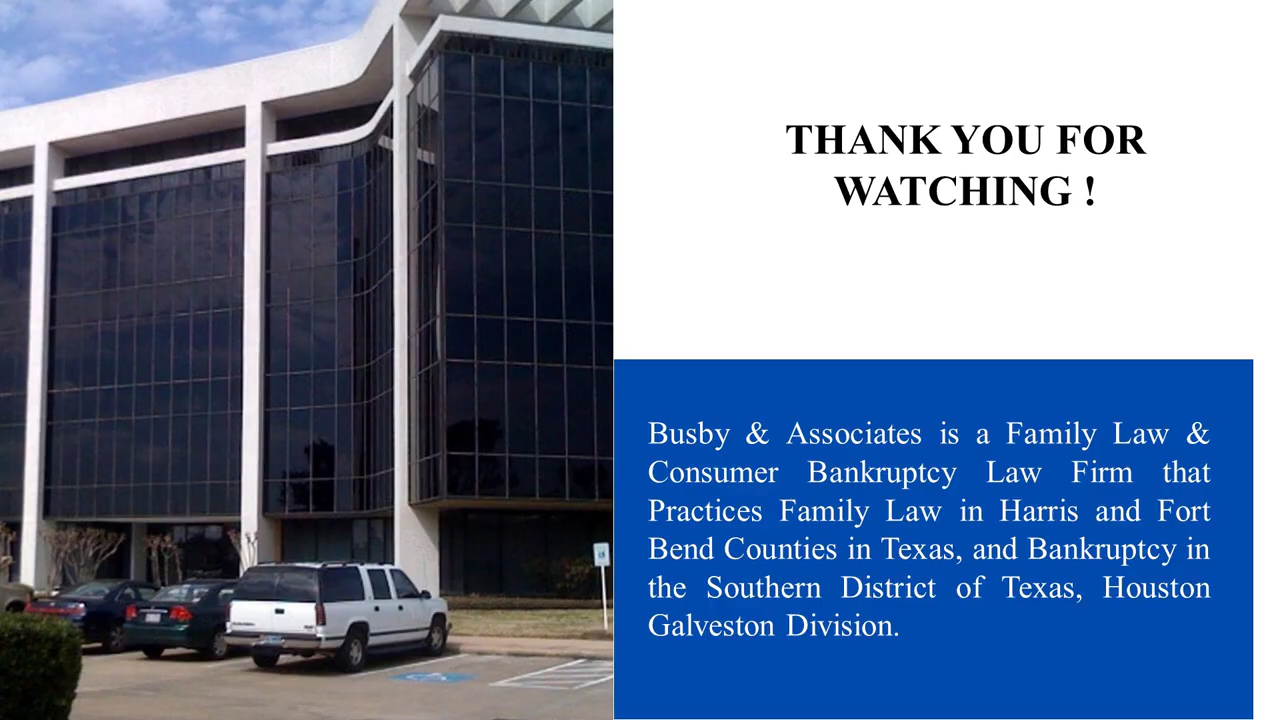 THANK YOU FOR
WATCHING !
Busby & Associates is a Family Law &
Consumer Bankruptcy Law Firm that
Practices Family Law in Harris and Fort
Bend Counties in Texas, and Bankruptcy in
the Southern District of Texas, Houston
Galveston Division.